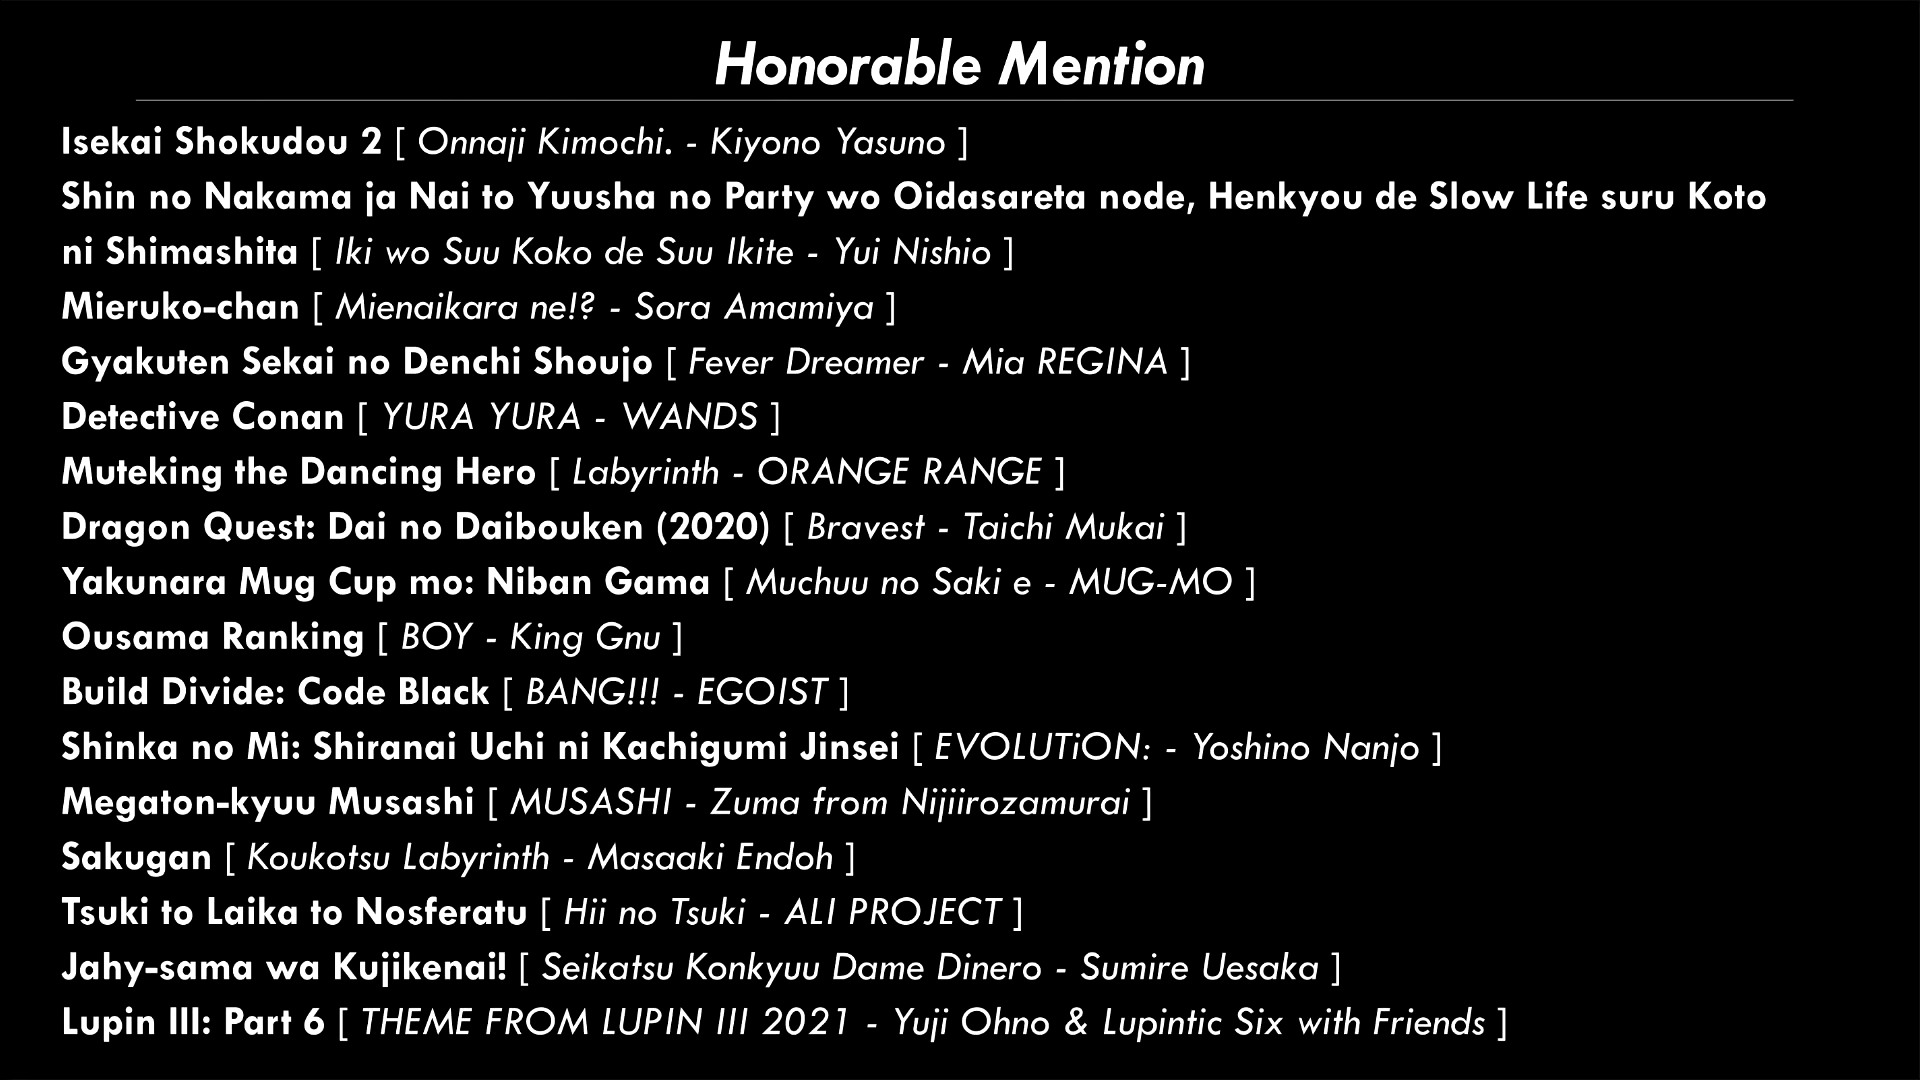 Honorable Mention
Isekai Shokudou 2 [ Onnaji Kimochi. - Kiyono Yasuno ]
Shin no Nakama ja Nai to Yuusha no Party wo Oidasareta node, Henkyou de Slow Life suru Koto
ni Shimashita [ Iki wo Suu Koko de Suu Ikite - Yui Nishio ]
Mieruko-chan [ Mienaikara ne!? - Sora Amamiya ]
Gyakuten Sekai no Denchi Shoujo [ Fever Dreamer - Mia REGINA ]
Detective Conan [ YURA YURA - WANDS ]
Muteking the Dancing Hero [ Labyrinth - ORANGE RANGE ]
Dragon Quest: Dai no Daibouken (2020) [ Bravest - Taichi Mukai ]
Yakunara Mug Cup mo: Niban Gama [ Muchuu no Saki e - MUG-MO ]
Ousama Ranking [ BOY - King Gnu ]
Build Divide: Code Black [ BANG!!! - EGOIST ]
Shinka no Mi: Shiranai Uchi ni Kachigumi Jinsei [ EVOLUTiON: - Yoshino Nanjo ]
Megaton-kyuu Musashi [ MUSASHI - Zuma from Nijiirozamurai ]
Sakugan [ Koukotsu Labyrinth - Masaaki Endoh ]
Tsuki to Laika to Nosferatu [ Hii no Tsuki - ALI PROJECT ]
Jahy-sama wa Kujikenai! [ Seikatsu Konkyuu Dame Dinero - Sumire Uesaka ]
Lupin III: Part 6 [ THEME FROM LUPIN III 2021 - Yuji Ohno & Lupintic Six with Friends ]